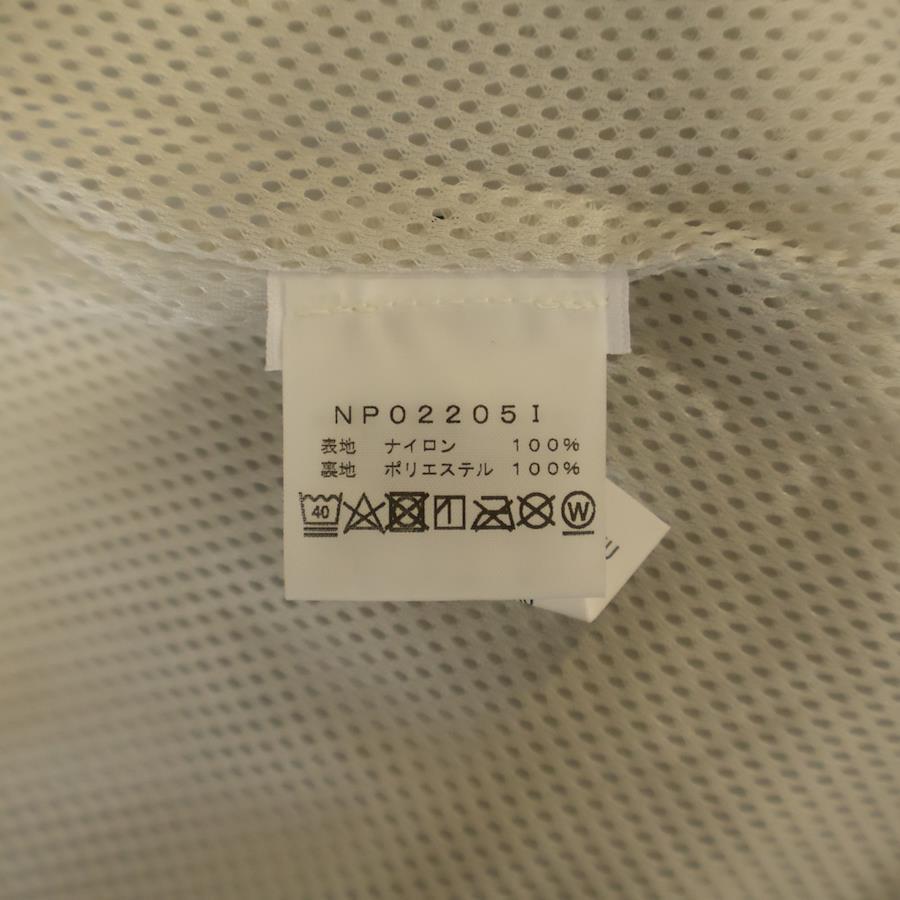 NP02205I
表地 ナイロン 100%
裏地 ポリエステル 100%
40 W